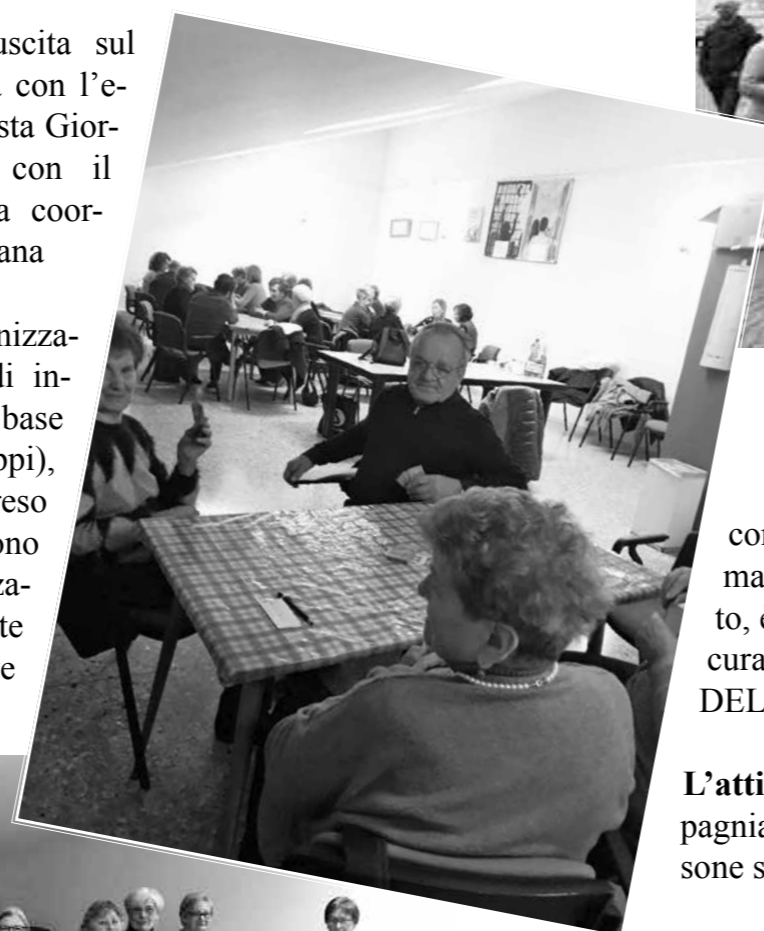 uscita sul
con l'e-
sta Gior-
con il
a coor-
ana
nizza-
di in-
base
ppi),
reso
ono
za-
te
e
ma
to, e
cura
DEL
L'atti
pagnia
sone s